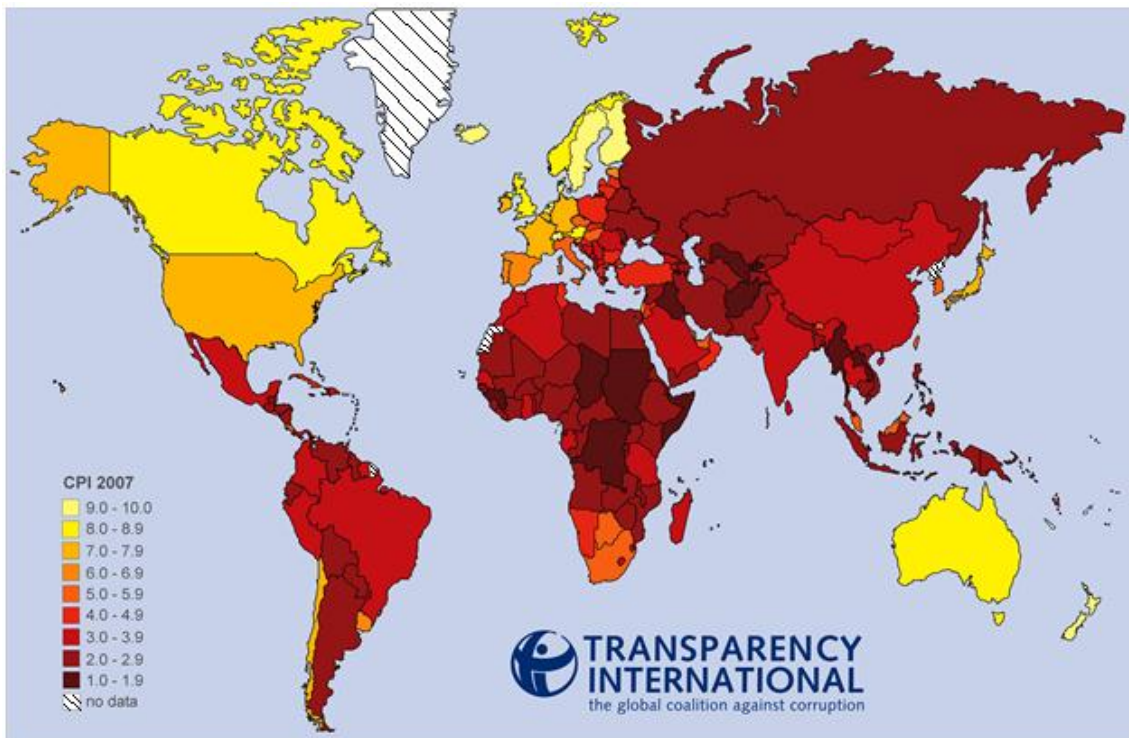 CPI 2007
9.0 - 10.0
8.0 - 8.9
7.0 - 7.9
6.0 - 6.9
5.0 - 5.9
4.0 - 4.9
3.0 - 3.9
2.0 - 2.9
1.0 - 1.9
no data
TRANSPARENCY
INTERNATIONAL
the global coalition against corruption